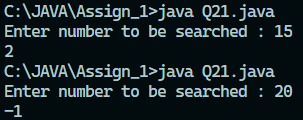 C:\JAVA\Assign_1>java Q21.java
Enter number to be searched : 15
2
C:\JAVA\Assign_1>java Q21.java
Enter number to be searched : 20
-1